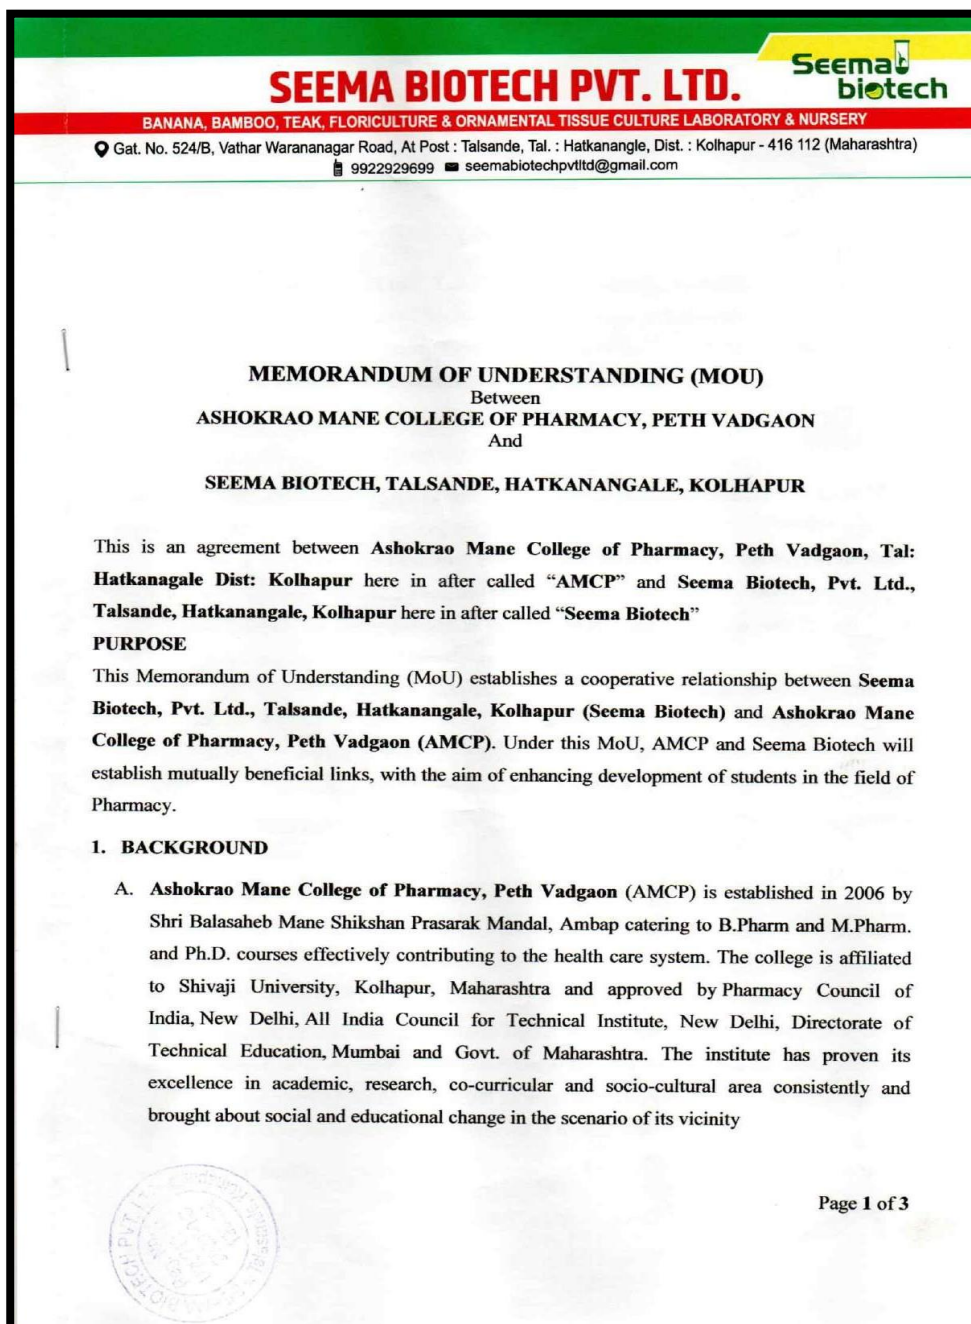 SEEMA BIOTECH PVT. LTD.
Seema
biotech
BANANA, BAMBOO, TEAK, FLORICULTURE & ORNAMENTAL TISSUE CULTURE LABORATORY & NURSERY
Gat. No. 524/B, Vathar Warananagar Road, At Post : Talsande, Tal. : Hatkanangle, Dist. : Kolhapur - 416 112 (Maharashtra)
9922929699 seemabiotechpvtltd@gmail.com
MEMORANDUM OF UNDERSTANDING (MOU)
Between
ASHOKRAO MANE COLLEGE OF PHARMACY, PETH VADGAON
And
SEEMA BIOTECH, TALSANDE, HATKANANGALE, KOLHAPUR
This is an agreement between Ashokrao Mane College of Pharmacy, Peth Vadgaon, Tal:
Hatkanagale Dist: Kolhapur here in after called “AMCP” and Seema Biotech, Pvt. Ltd.,
Talsande, Hatkanangale, Kolhapur here in after called “Seema Biotech”
PURPOSE
This Memorandum of Understanding (MoU) establishes a cooperative relationship between Seema
Biotech, Pvt. Ltd., Talsande, Hatkanangale, Kolhapur (Seema Biotech) and Ashokrao Mane
College of Pharmacy, Peth Vadgaon (AMCP). Under this MoU, AMCP and Seema Biotech will
establish mutually beneficial links, with the aim of enhancing development of students in the field of
Pharmacy.
1. BACKGROUND
A. Ashokrao Mane College of Pharmacy, Peth Vadgaon (AMCP) is established in 2006 by
Shri Balasaheb Mane Shikshan Prasarak Mandal, Ambap catering to B.Pharm and M.Pharm.
and Ph.D. courses effectively contributing to the health care system. The college is affiliated
to Shivaji University, Kolhapur, Maharashtra and approved by Pharmacy Council of
India, New Delhi, All India Council for Technical Institute, New Delhi, Directorate of
Technical Education, Mumbai and Govt. of Maharashtra. The institute has proven its
excellence in academic, research, co-curricular and socio-cultural area consistently and
brought about social and educational change in the scenario of its vicinity
Page 1 of 3
BIOTECH PVT. LTD.